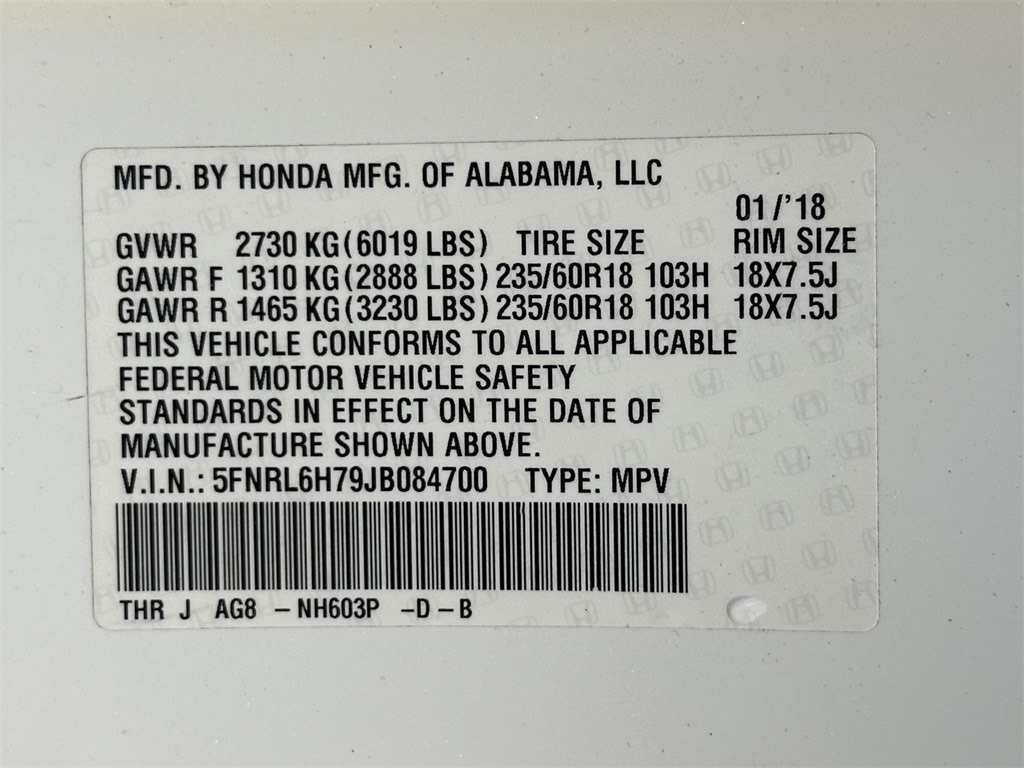 MFD. BY HONDA MFG. OF ALABAMA, LLC
01/'18
GVWR 2730 KG(6019 LBS) TIRE SIZE RIM SIZE
GAWR F 1310 KG(2888 LBS) 235/60R18 103H 18X7.5J
GAWR R 1465 KG(3230 LBS) 235/60R18 103H 18X7.5J
THIS VEHICLE CONFORMS TO ALL APPLICABLE
FEDERAL MOTOR VEHICLE SAFETY
STANDARDS IN EFFECT ON THE DATE OF
MANUFACTURE SHOWN ABOVE.
V.I.N.: 5FNRL6H79JB084700 TYPE: MPV
THR J AG8 -NH603P -D-B